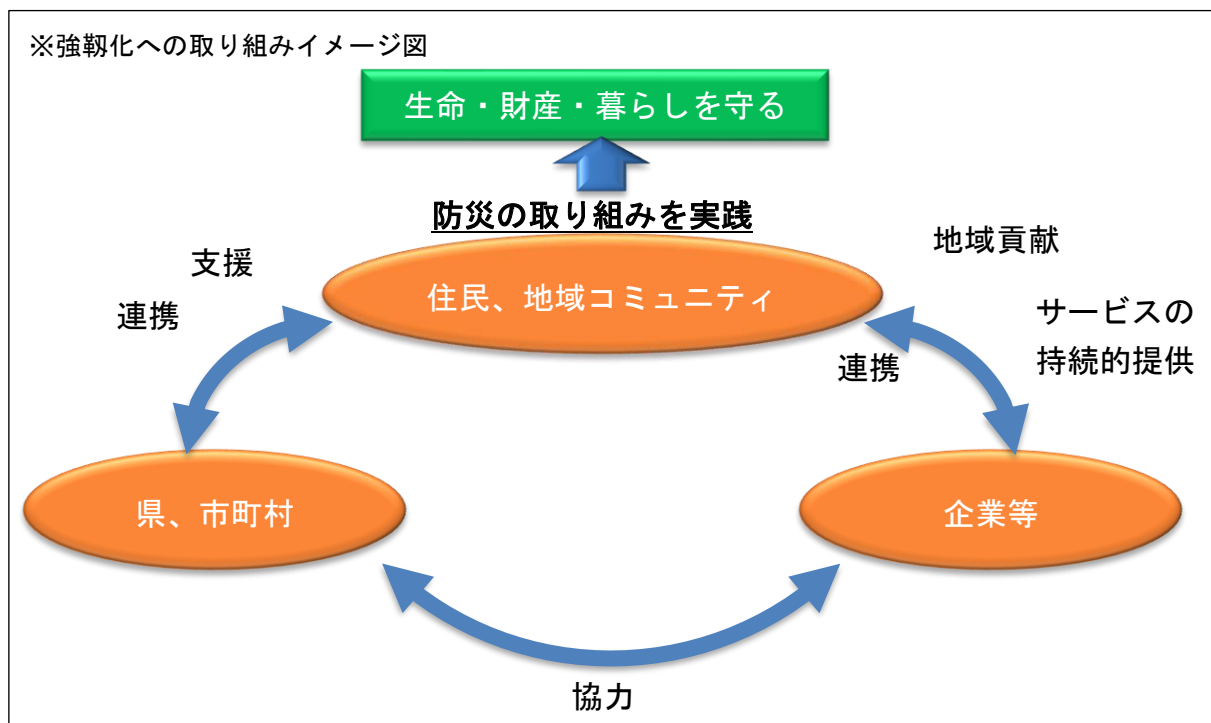 ※強靱化への取り組みイメージ図
生命・財産・暮らしを守る
防災の取り組みを実践
地域貢献
支援
住民、地域コミュニティ
連携
サービスの
持続的提供
連携
県、市町村
企業等
協力